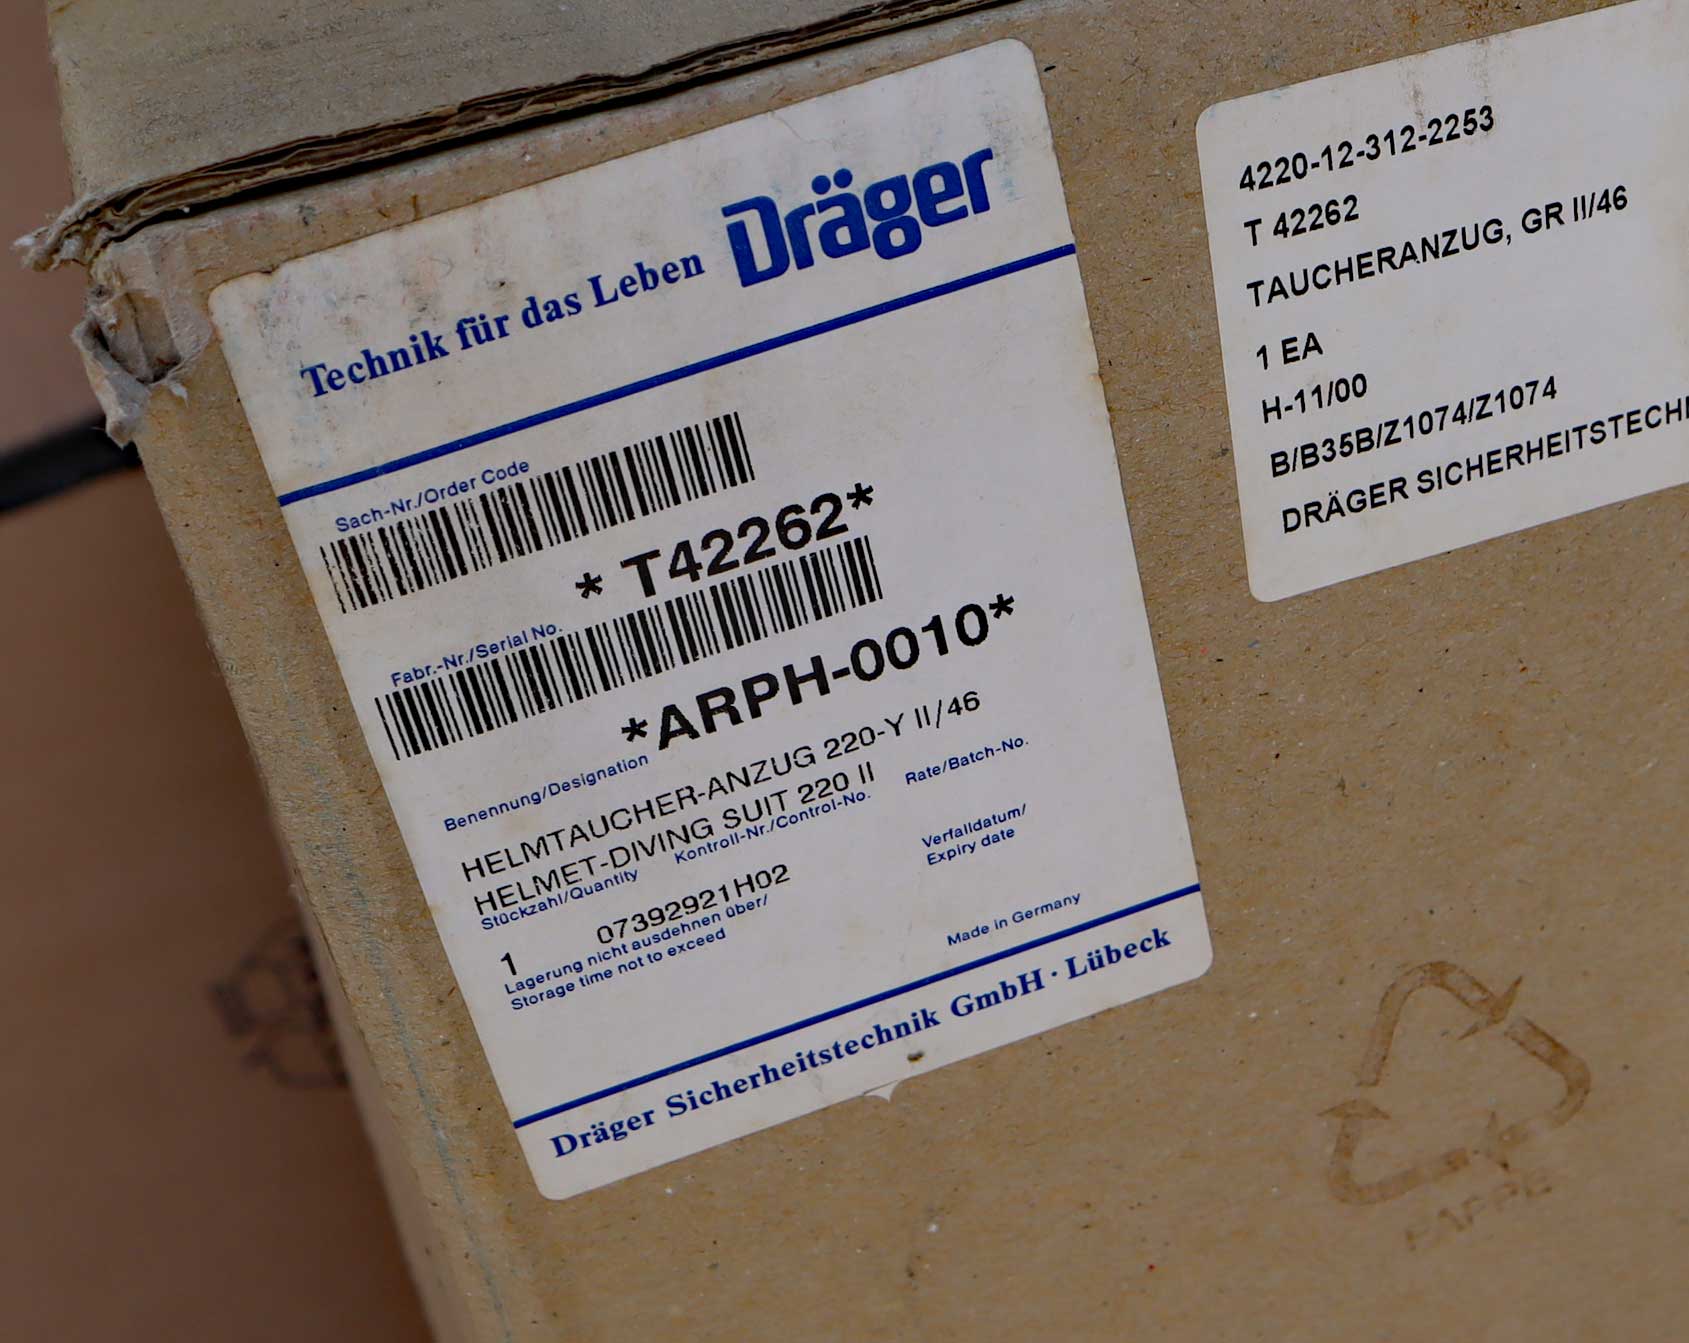 Technik für das Leben Dräger
Sach-Nr./Order Code
* T42262*
Fabr.-Nr./Serial No.
*ARPH-0010*
Benennung/Designation
HELMTAUCHER-ANZUG 220-Y II/46
HELMET-DIVING SUIT 220 II
Stückzahl/Quantity Kontroll-Nr./Control-No. Rate/Batch-No.
1 07392921H02
Verfalldatum/
Expiry date
Lagerung nicht ausdehnen über/
Storage time not to exceed
Made in Germany
Dräger Sicherheitstechnik GmbH · Lübeck
4220-12-312-2253
T 42262
TAUCHERANZUG, GR II/46
1 EA
H-11/00
B/B35B/Z1074/Z1074
DRÄGER SICHERHEITSTECH
PAPPE